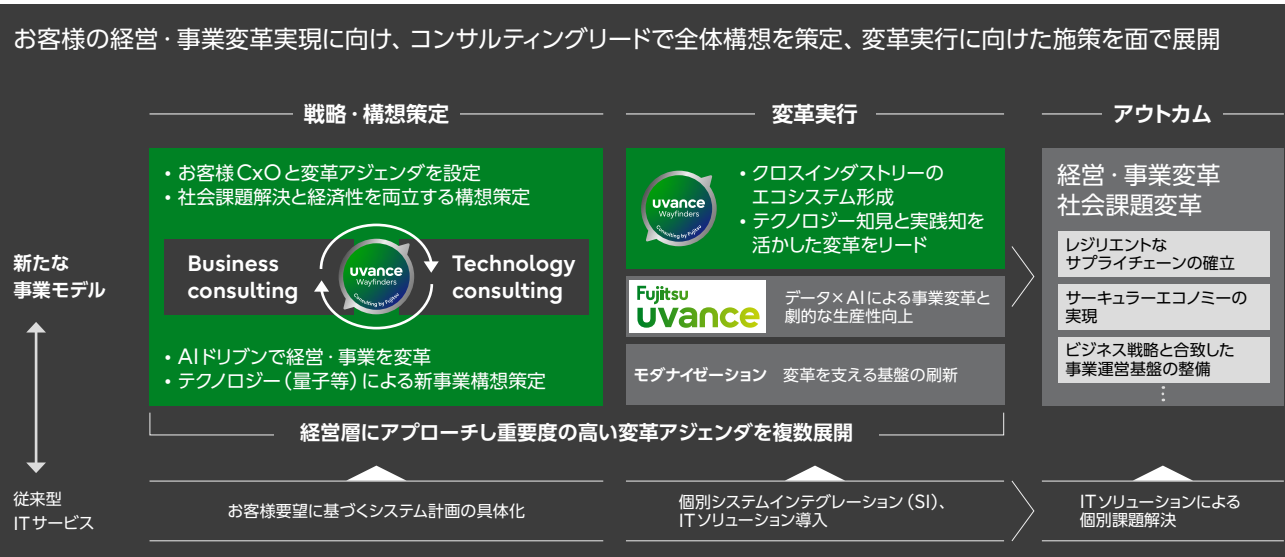 お客様の経営・事業変革実現に向け、コンサルティングリードで全体構想を策定、変革実行に向けた施策を面で展開
戦略・構想策定
変革実行
アウトカム
新たな
事業モデル
従来型
ITサービス
・お客様CxOと変革アジェンダを設定
・社会課題解決と経済性を両立する構想策定
Business
consulting
uvance
Wayfinders
Consulting by Fujitsu
Technology
consulting
・AIドリブンで経営・事業を変革
・テクノロジー（量子等）による新事業構想策定
uvance
Wayfinders
Consulting by Fujitsu
・クロスインダストリーの
エコシステム形成
・テクノロジー知見と実践知を
活かした変革をリード
Fujitsu
uvance
データ×AIによる事業変革と
劇的な生産性向上
モダナイゼーション 変革を支える基盤の刷新
経営・事業変革
社会課題変革
レジリエントな
サプライチェーンの確立
サーキュラーエコノミーの
実現
ビジネス戦略と合致した
事業運営基盤の整備
⋮
経営層にアプローチし重要度の高い変革アジェンダを複数展開
お客様要望に基づくシステム計画の具体化
個別システムインテグレーション（SI）、
ITソリューション導入
ITソリューションによる
個別課題解決